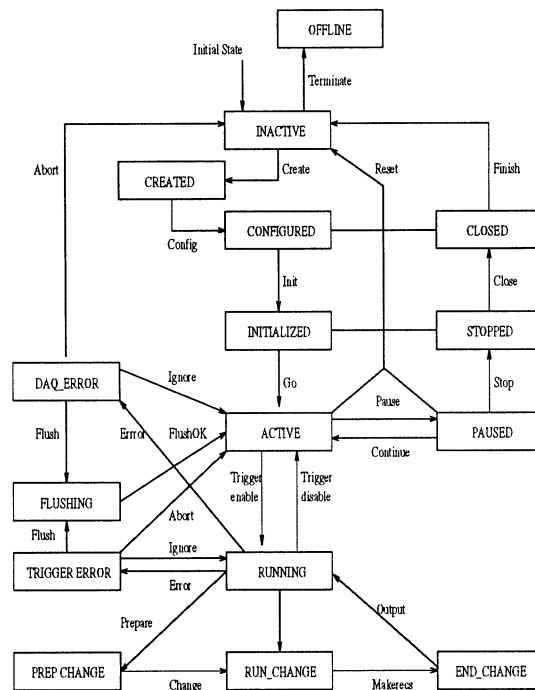 OFFLINE
Initial State
Terminate
INACTIVE
Abort
Create
Reset
Finish
CREATED
Config
CONFIGURED
CLOSED
Init
Close
INITIALIZED
STOPPED
Go
Stop
DAQ_ERROR
Ignore
Pause
Flush
Errror
FlushOK
ACTIVE
PAUSED
Continue
Trigger
enable
Trigger
disable
FLUSHING
Flush
Abort
Ignore
TRIGGER ERROR
RUNNING
Error
Prepare
Output
PREP CHANGE
RUN_CHANGE
END_CHANGE
Change
Makerecs